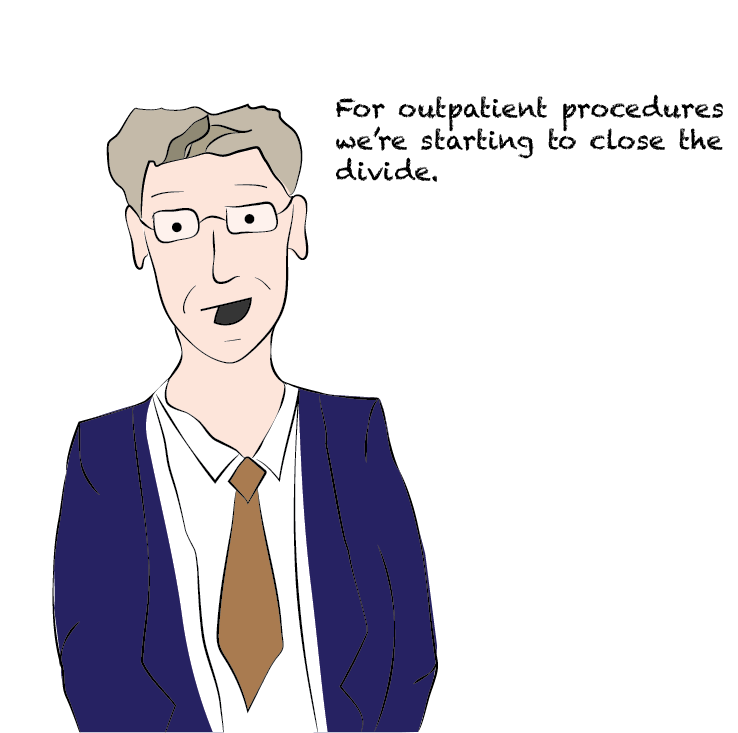 For outpatient procedures
we're starting to close the
divide.